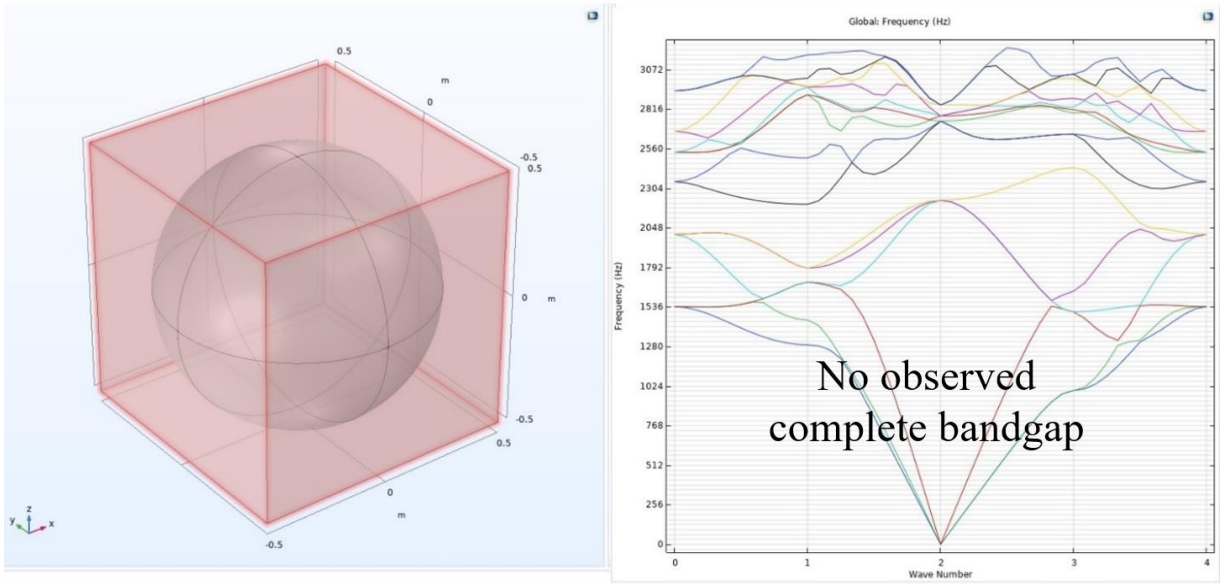 0.5
m
0
-0.5
0.5
0
m
-0.5
0.5
0
m
-0.5
z
y
x
Global: Frequency (Hz)
3072
2816
2560
2304
2048
1792
1536
1280
1024
768
512
256
0
Frequency (Hz)
No observed
complete bandgap
0
1
2
3
4
Wave Number